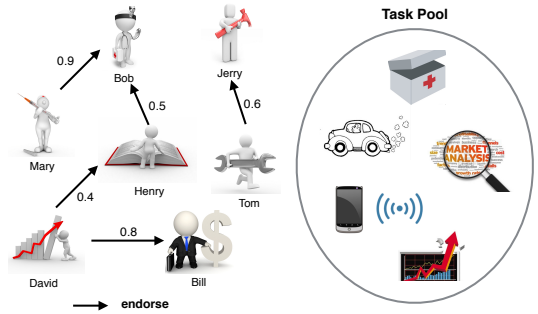 Task Pool
Bob
Jerry
0.9
0.5
0.6
Mary
Henry
Tom
0.4
0.8
David
Bill
endorse
MARKET
ANALYSIS